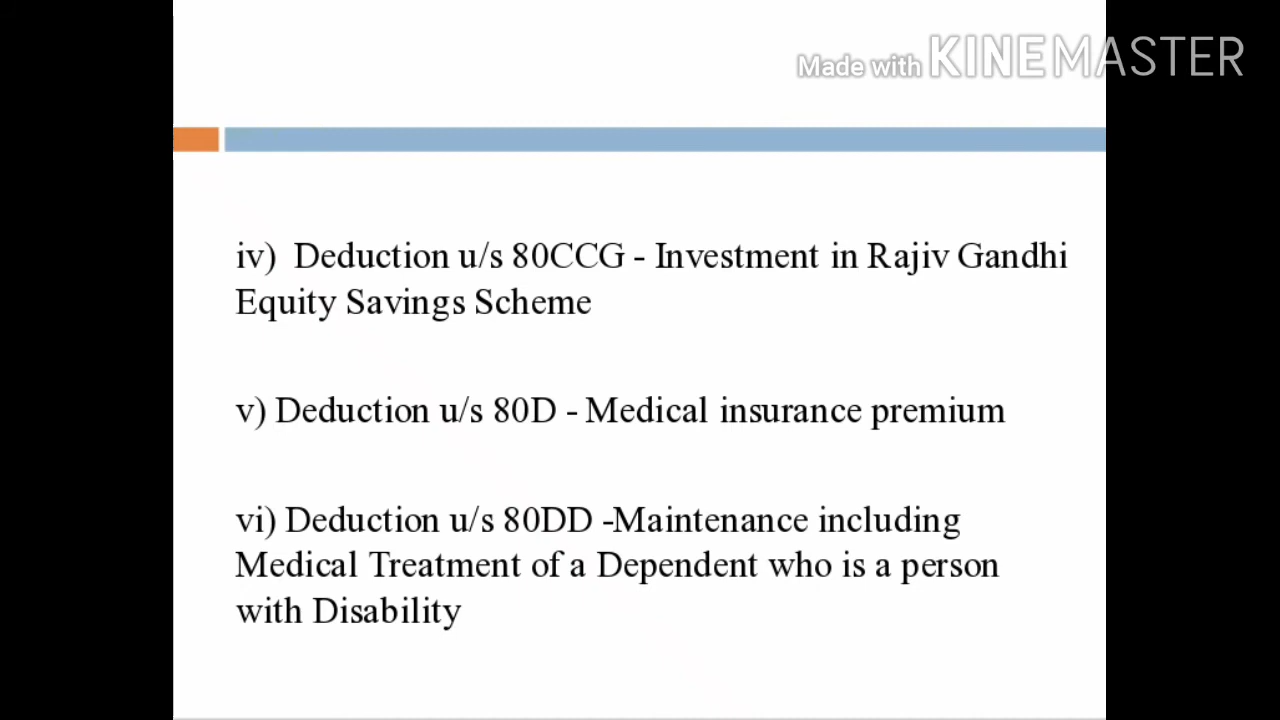 Made with KINEMASTER
iv) Deduction u/s 80CCG - Investment in Rajiv Gandhi
Equity Savings Scheme
v) Deduction u/s 80D - Medical insurance premium
vi) Deduction u/s 80DD -Maintenance including
Medical Treatment of a Dependent who is a person
with Disability